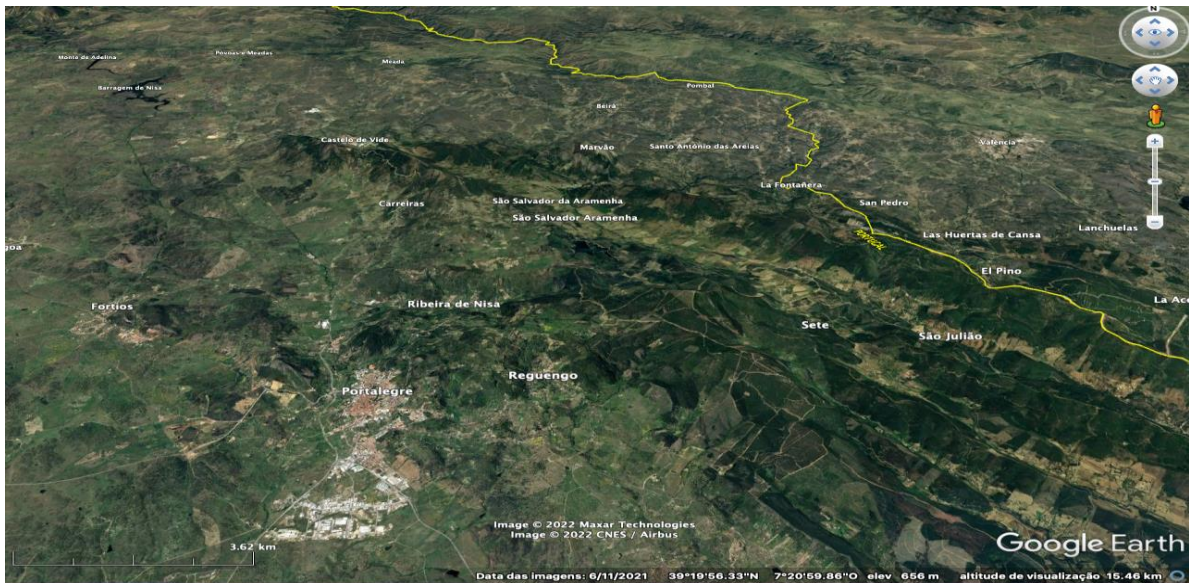 N
Monte da Adelina
Póvoas e Meadas
Meada
Barragem de Nisa
Pombal
Beirã
Castelo de Vide
Marvão
Santo António das Areias
Valencia
La Fontañera
São Salvador da Aramenha
San Pedro
Carreiras
São Salvador Aramenha
PORTUGAL
Las Huertas de Cansa
Lanchuelas
goa
El Pino
Fortios
Ribeira de Nisa
La Ace
Sete
São Julião
Reguengo
Portalegre
Image © 2022 Maxar Technologies
Image © 2022 CNES / Airbus
3.62 km
Google Earth
Data das imagens: 6/11/2021 39°19'56.33"N 7°20'59.86"O elev 656 m altitude de visualização 15.46 km